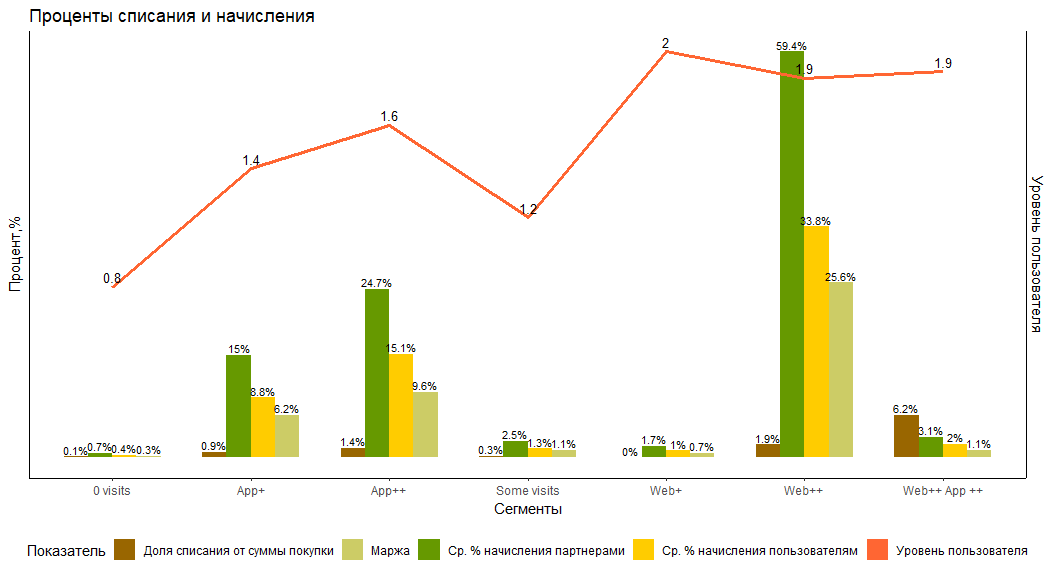 Проценты списания и начисления
Процент,%
Уровень пользователя
0.8
1.4
1.6
1.2
2
1.9
1.9
0.1%
0.7%
0.4%
0.3%
0.9%
15%
8.8%
6.2%
1.4%
24.7%
15.1%
9.6%
0.3%
2.5%
1.3%
1.1%
0%
1.7%
1%
0.7%
1.9%
59.4%
33.8%
25.6%
6.2%
3.1%
2%
1.1%
0 visits
App+
App++
Some visits
Web+
Web++
Web++ App ++
Сегменты
Показатель
Доля списания от суммы покупки
Маржа
Ср. % начисления партнерами
Ср. % начисления пользователям
Уровень пользователя